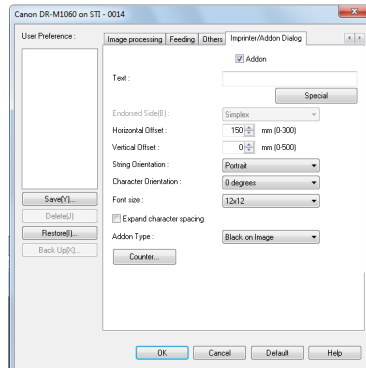 Canon DR-M1060 on STI - 0014
User Preference :
Image processing Feeding Others Imprinter/Addon Dialog
Addon
Text :
Special
Endorsed Side(B) : Simplex
Horizontal Offset : 150 mm (0-300)
Vertical Offset : 0 mm (0-500)
String Orientation : Portrait
Character Orientation : 0 degrees
Save(Y)... Font size : 12x12
Delete(J) Expand character spacing
Restore(I)... Addon Type : Black on Image
Back Up(X)... Counter...
OK Cancel Default Help